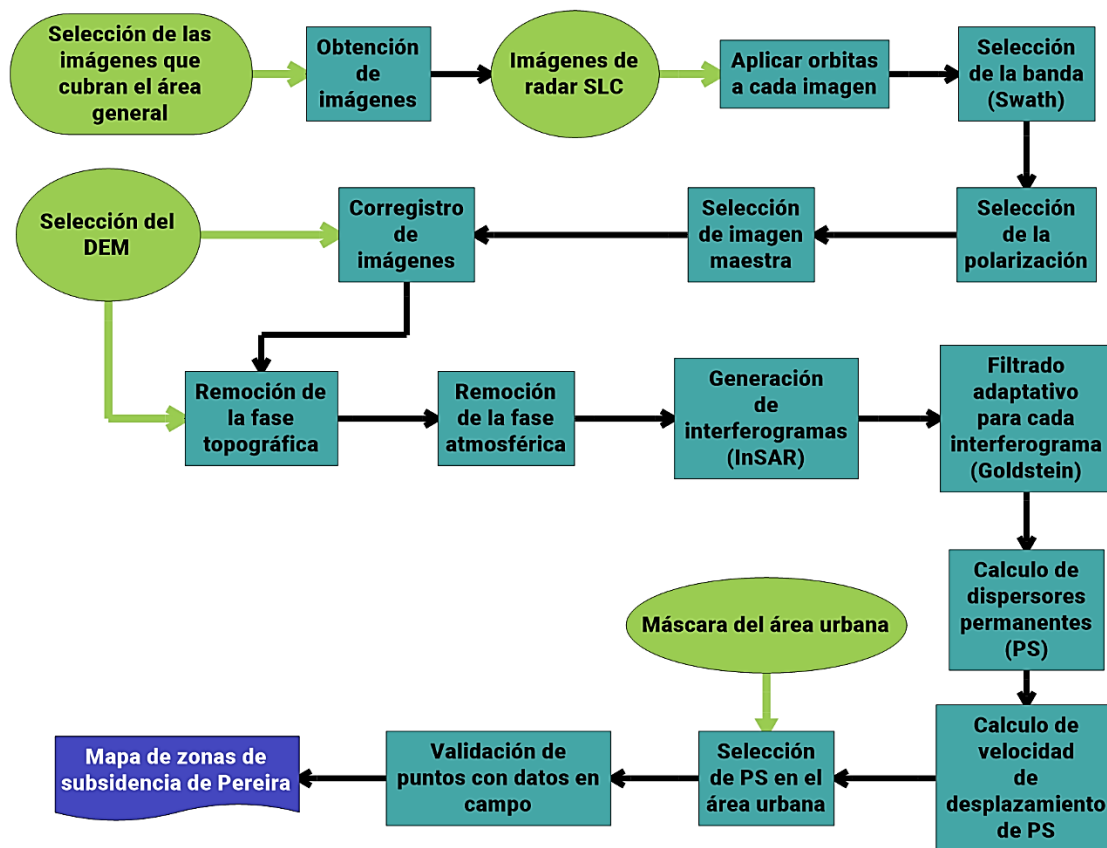 Selección de las
imágenes que
cubran el área
general
Obtención
de
imágenes
Imágenes de
radar SLC
Aplicar orbitas
a cada imagen
Selección
de la banda
(Swath)
Selección del
DEM
Corregistro
de
imágenes
Selección
de imagen
maestra
Selección
de la
polarización
Remoción de
la fase
topográfica
Remoción
de la fase
atmosférica
Generación
de
interferogramas
(InSAR)
Filtrado
adaptativo
para cada
interferograma
(Goldstein)
Calculo de
dispersores
permanentes
(PS)
Máscara del área urbana
Mapa de zonas de
subsidencia de Pereira
Validación de
puntos con datos en
campo
Selección
de PS en el
área urbana
Calculo de
velocidad
de
desplazamiento
de PS